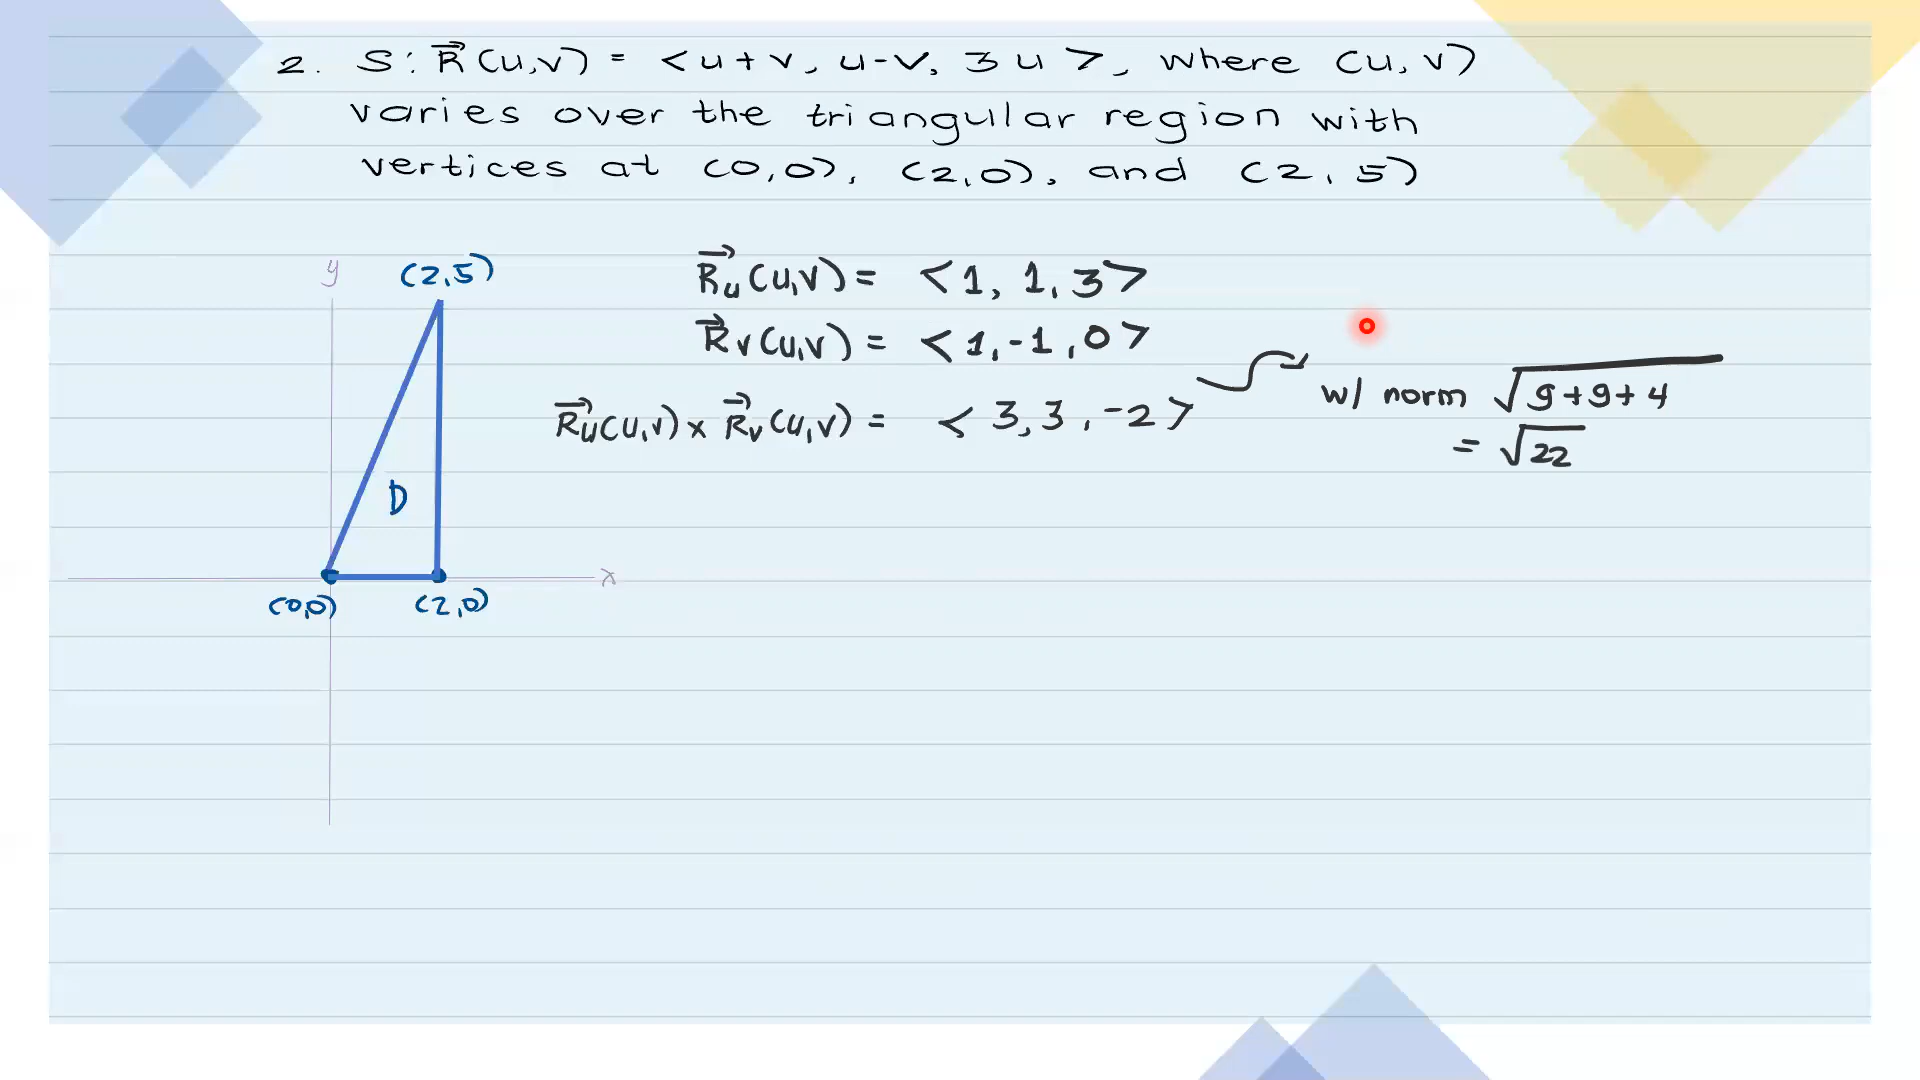 2. S: R⃗(u,v) = <u+v, u-v, 3u>, where (u,v)
varies over the triangular region with
vertices at (0,0), (2,0), and (2,5)
y
(2,5)
D
(0,0)
(2,0)
x
R⃗u(u,v) = <1, 1, 3>
R⃗v(u,v) = <1, -1, 0>
R⃗u(u,v) x R⃗v(u,v) = <3, 3, -2>
w/ norm √9+9+4
= √22